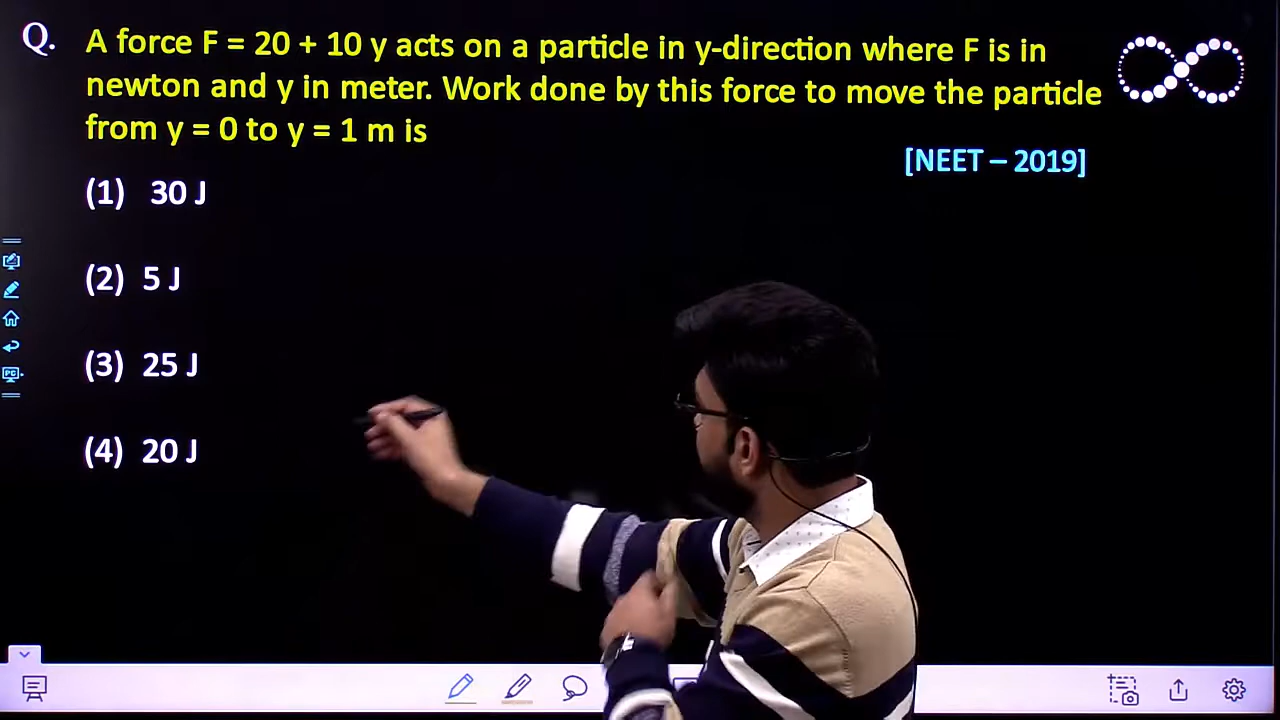 Q. A force F = 20 + 10 y acts on a particle in y-direction where F is in
newton and y in meter. Work done by this force to move the particle
from y = 0 to y = 1 m is
[NEET – 2019]
(1) 30 J
(2) 5 J
(3) 25 J
(4) 20 J
PC